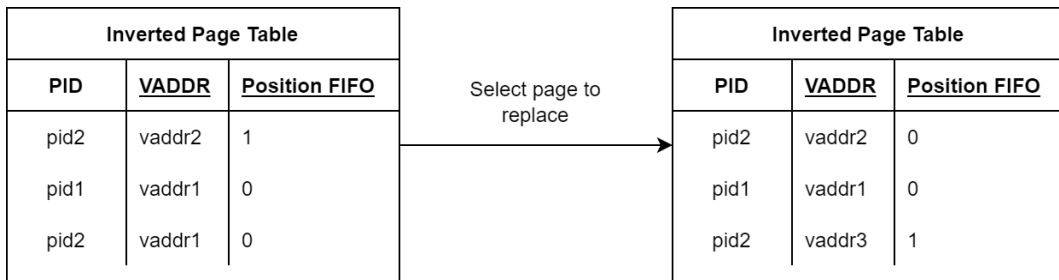 Inverted Page Table
PID VADDR Position FIFO
pid2 vaddr2 1
pid1 vaddr1 0
pid2 vaddr1 0
Select page to
replace
Inverted Page Table
PID VADDR Position FIFO
pid2 vaddr2 0
pid1 vaddr1 0
pid2 vaddr3 1